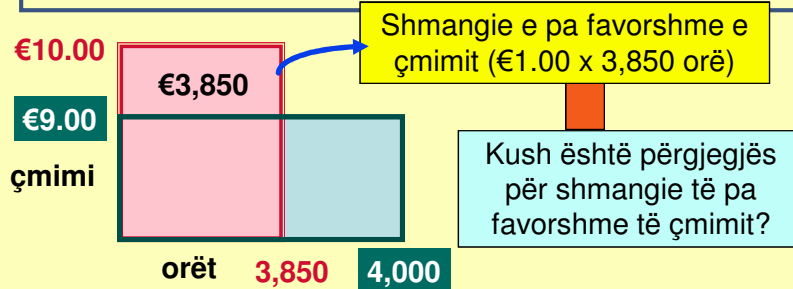 Shmangie e pa favorshme e
çmimit (€1.00 x 3,850 orë)
€10.00
€3,850
€9.00
çmimi
Kush është përgjegjës
për shmangie të pa
favorshme të çmimit?
orët 3,850 4,000